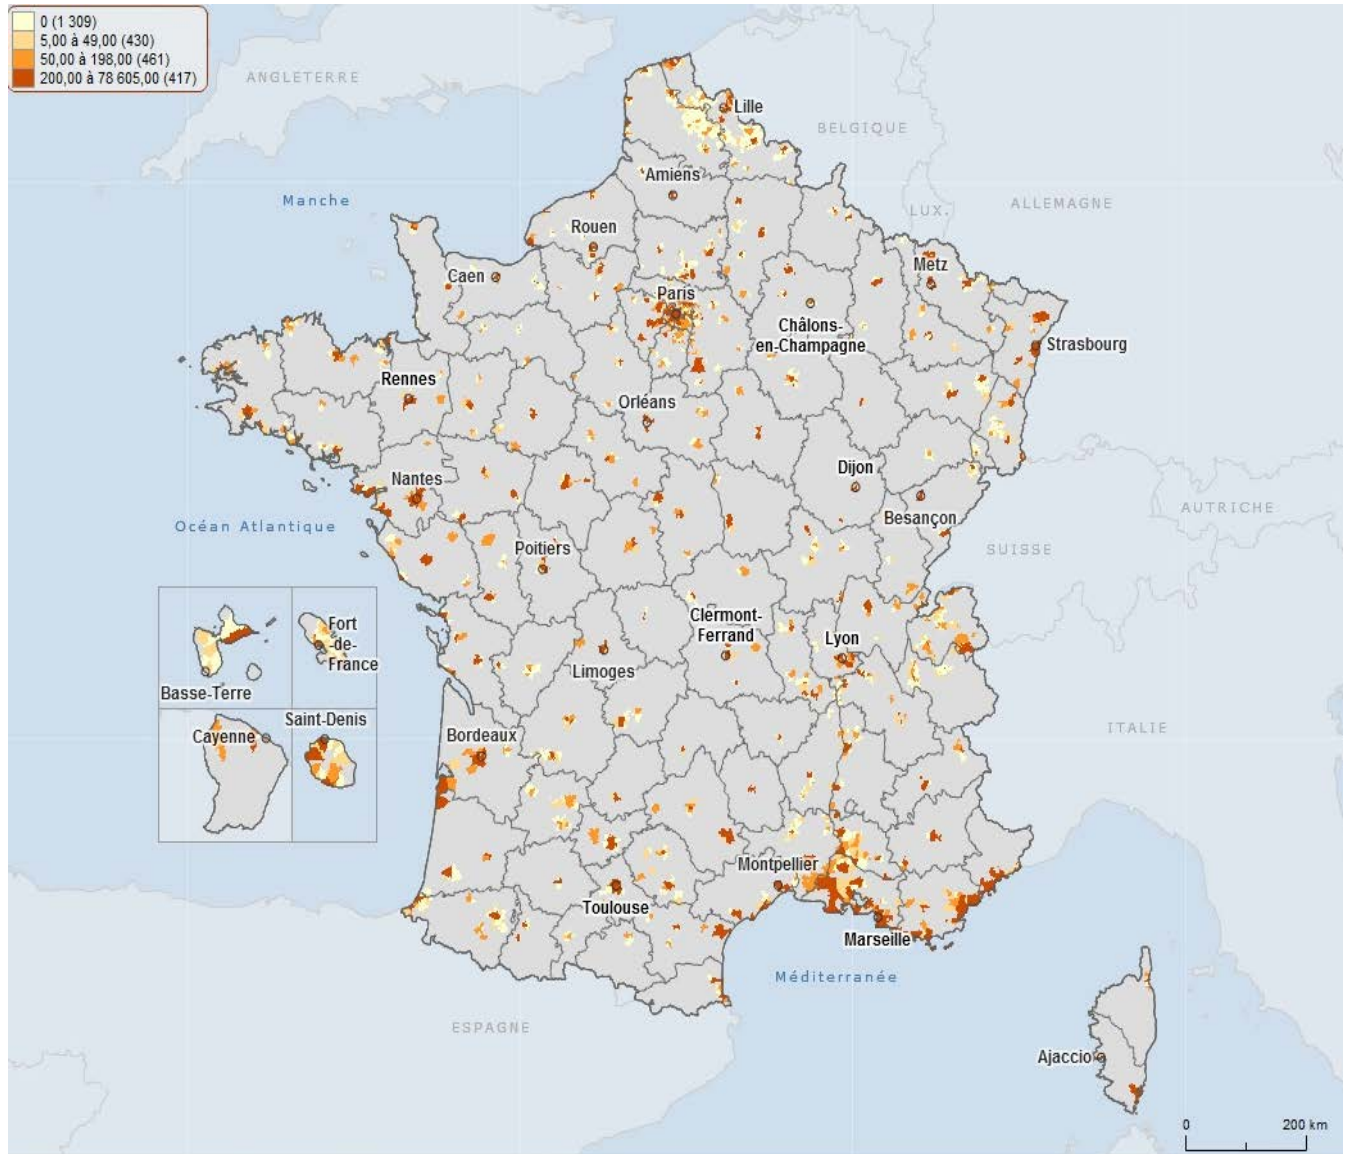 0 (1 309)
5,00 à 49,00 (430)
50,00 à 198,00 (461)
200,00 à 78 605,00 (417)
ANGLETERRE
Lille
BELGIQUE
Amiens
Manche
LUX.
ALLEMAGNE
Rouen
Metz
Caen
Paris
Châlons-
en-Champagne
Strasbourg
Rennes
Orléans
Dijon
Nantes
Besançon
AUTRICHE
Océan Atlantique
Poitiers
SUISSE
Clermont-
Ferrand
Lyon
Fort
-de-
France
Limoges
Basse-Terre
Saint-Denis
Cayenne
Bordeaux
ITALIE
Montpellier
Toulouse
Marseille
Méditerranée
ESPAGNE
Ajaccio
0
200 km